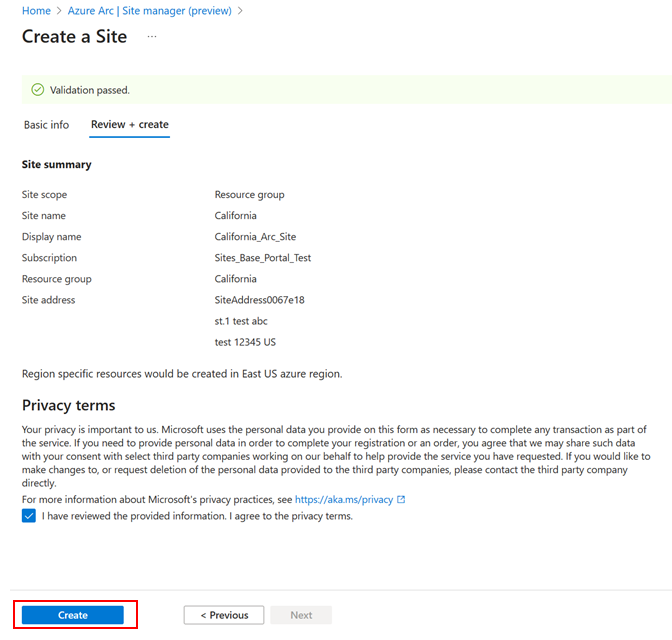 Home > Azure Arc | Site manager (preview) >
Create a Site ...
Validation passed.
Basic info Review + create
Site summary
Site scope Resource group
Site name California
Display name California_Arc_Site
Subscription Sites_Base_Portal_Test
Resource group California
Site address SiteAddress0067e18
st.1 test abc
test 12345 US
Region specific resources would be created in East US azure region.
Privacy terms
Your privacy is important to us. Microsoft uses the personal data you provide on this form as necessary to complete any transaction as part of
the service. If you need to provide personal data in order to complete your registration or an order, you agree that we may share such data
with your consent with select third party companies working on our behalf to help provide the service you have requested. If you would like to
make changes to, or request deletion of the personal data provided to the third party companies, please contact the third party company
directly.
For more information about Microsoft's privacy practices, see https://aka.ms/privacy
I have reviewed the provided information. I agree to the privacy terms.
Create < Previous Next